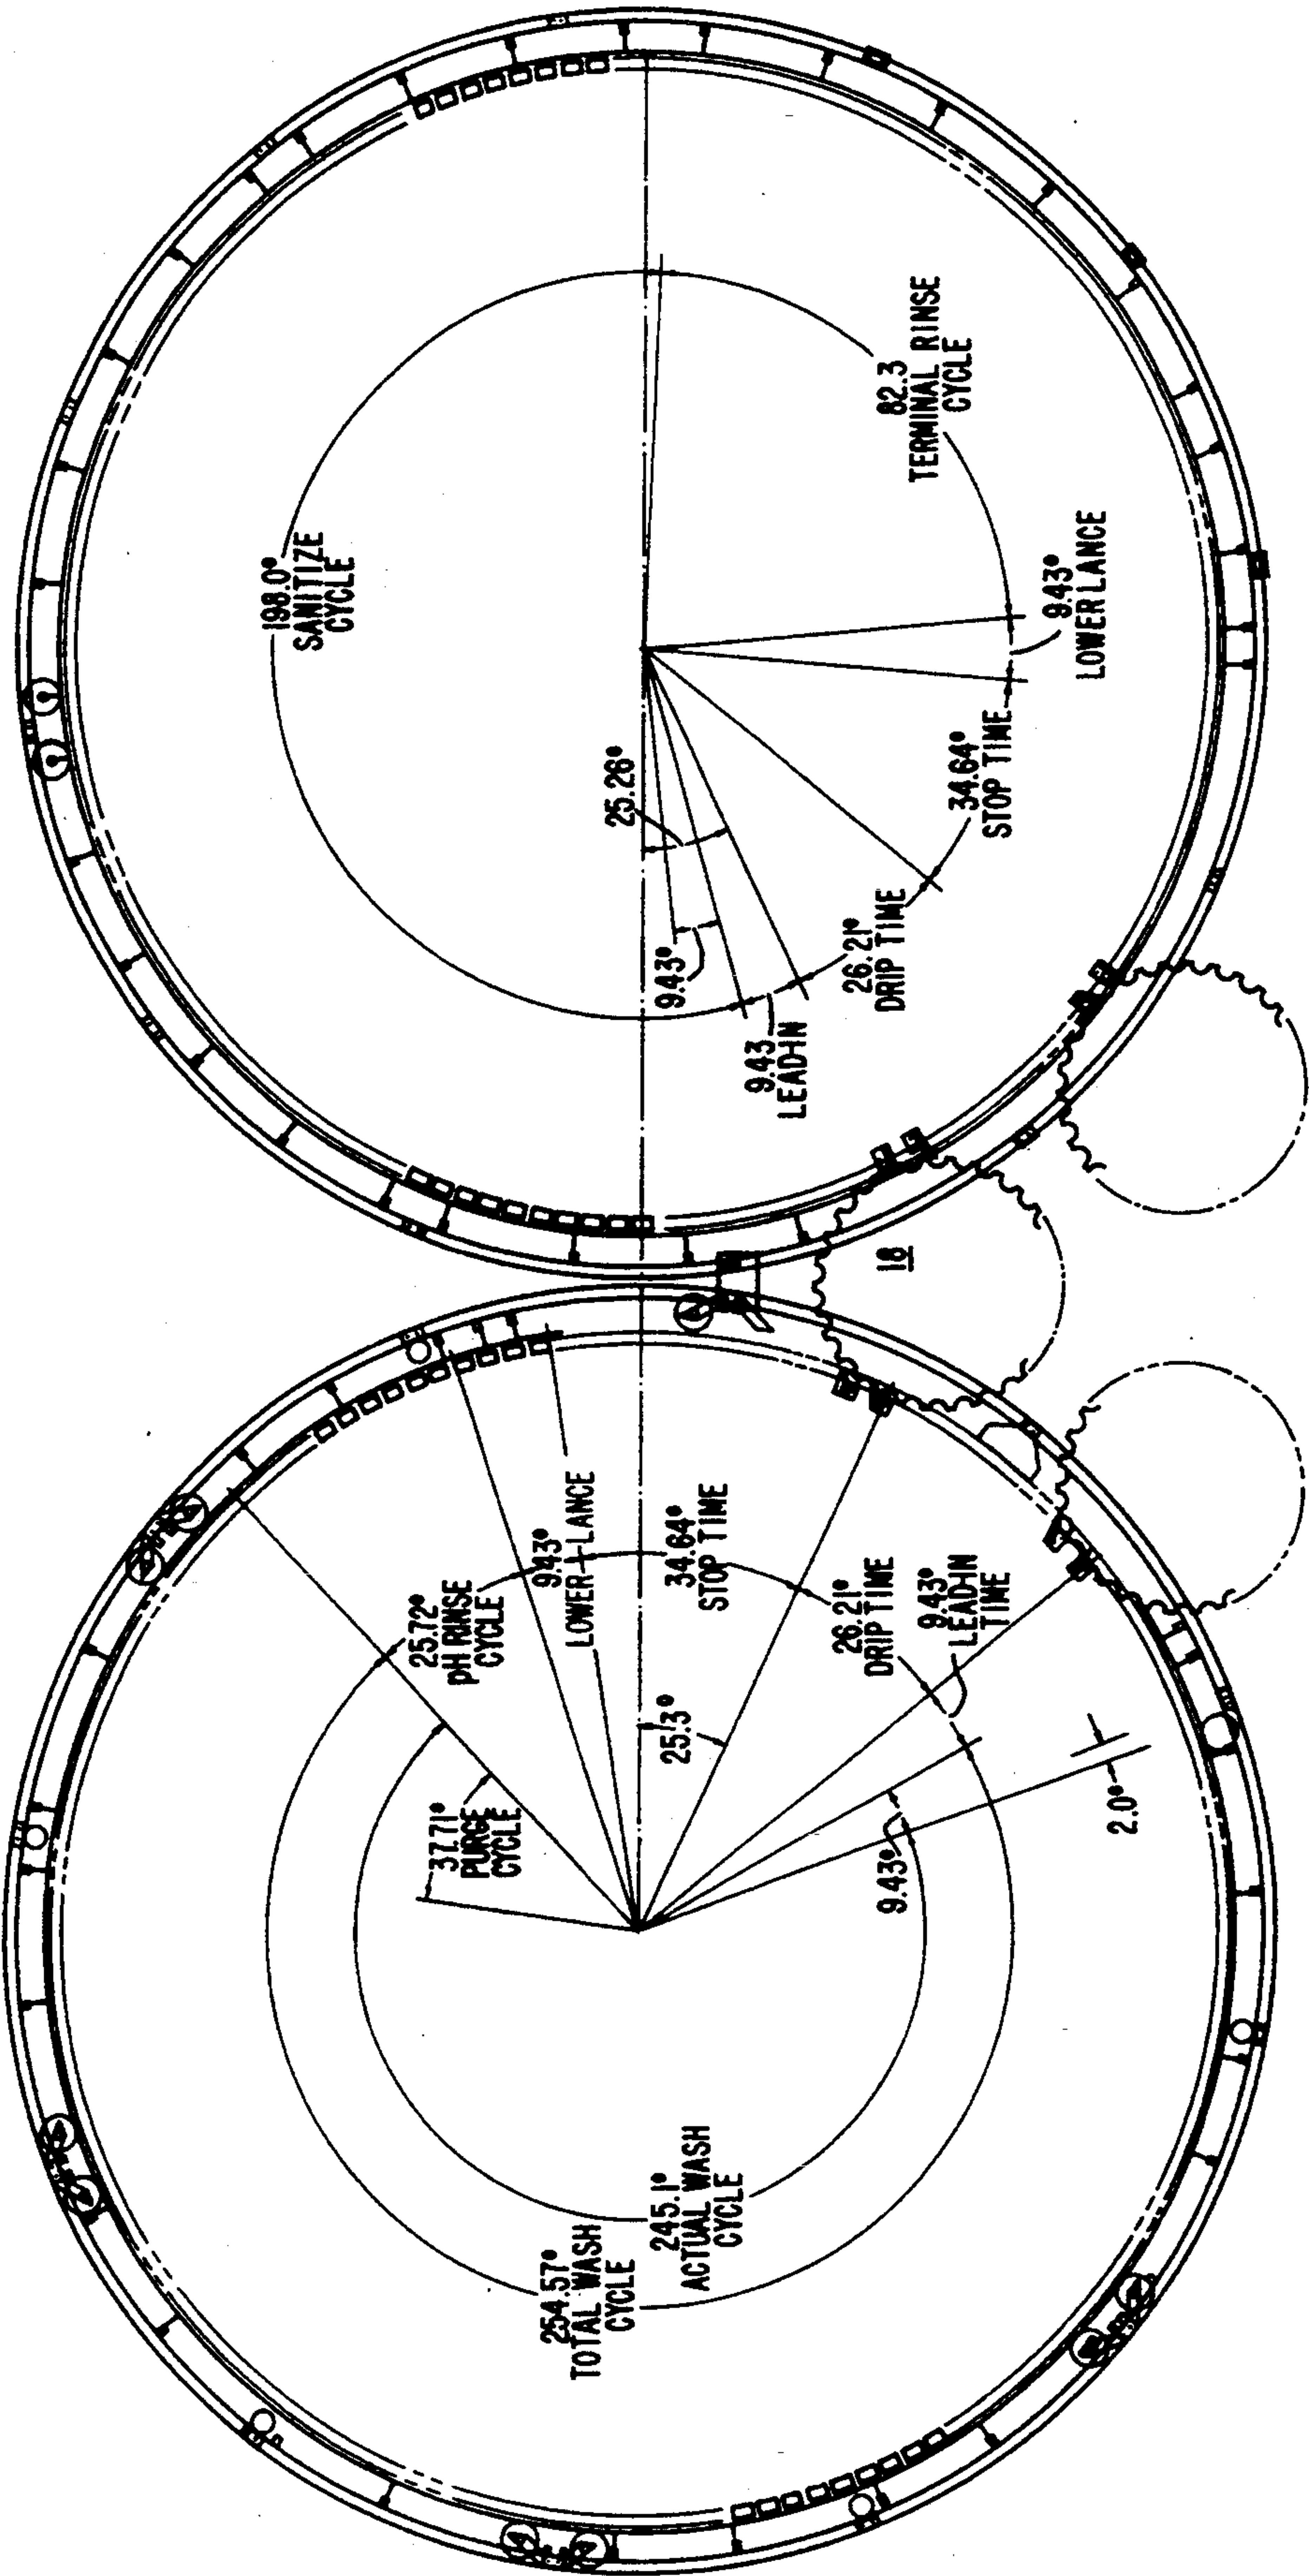 254.57°
TOTAL WASH
CYCLE
245.1°
ACTUAL WASH
CYCLE
37.71°
PURGE
CYCLE
25.72°
PH RINSE
CYCLE
9.43°
LOWER LANCE
34.64°
STOP TIME
25.3°
26.21°
DRIP TIME
9.43°
LEAD-IN
TIME
9.43°
2.0°
18
198.0°
SANITIZE
CYCLE
25.26°
9.43°
9.43
LEAD-IN
26.21°
DRIP TIME
34.64°
STOP TIME
9.43°
LOWER LANCE
82.3
TERMINAL RINSE
CYCLE